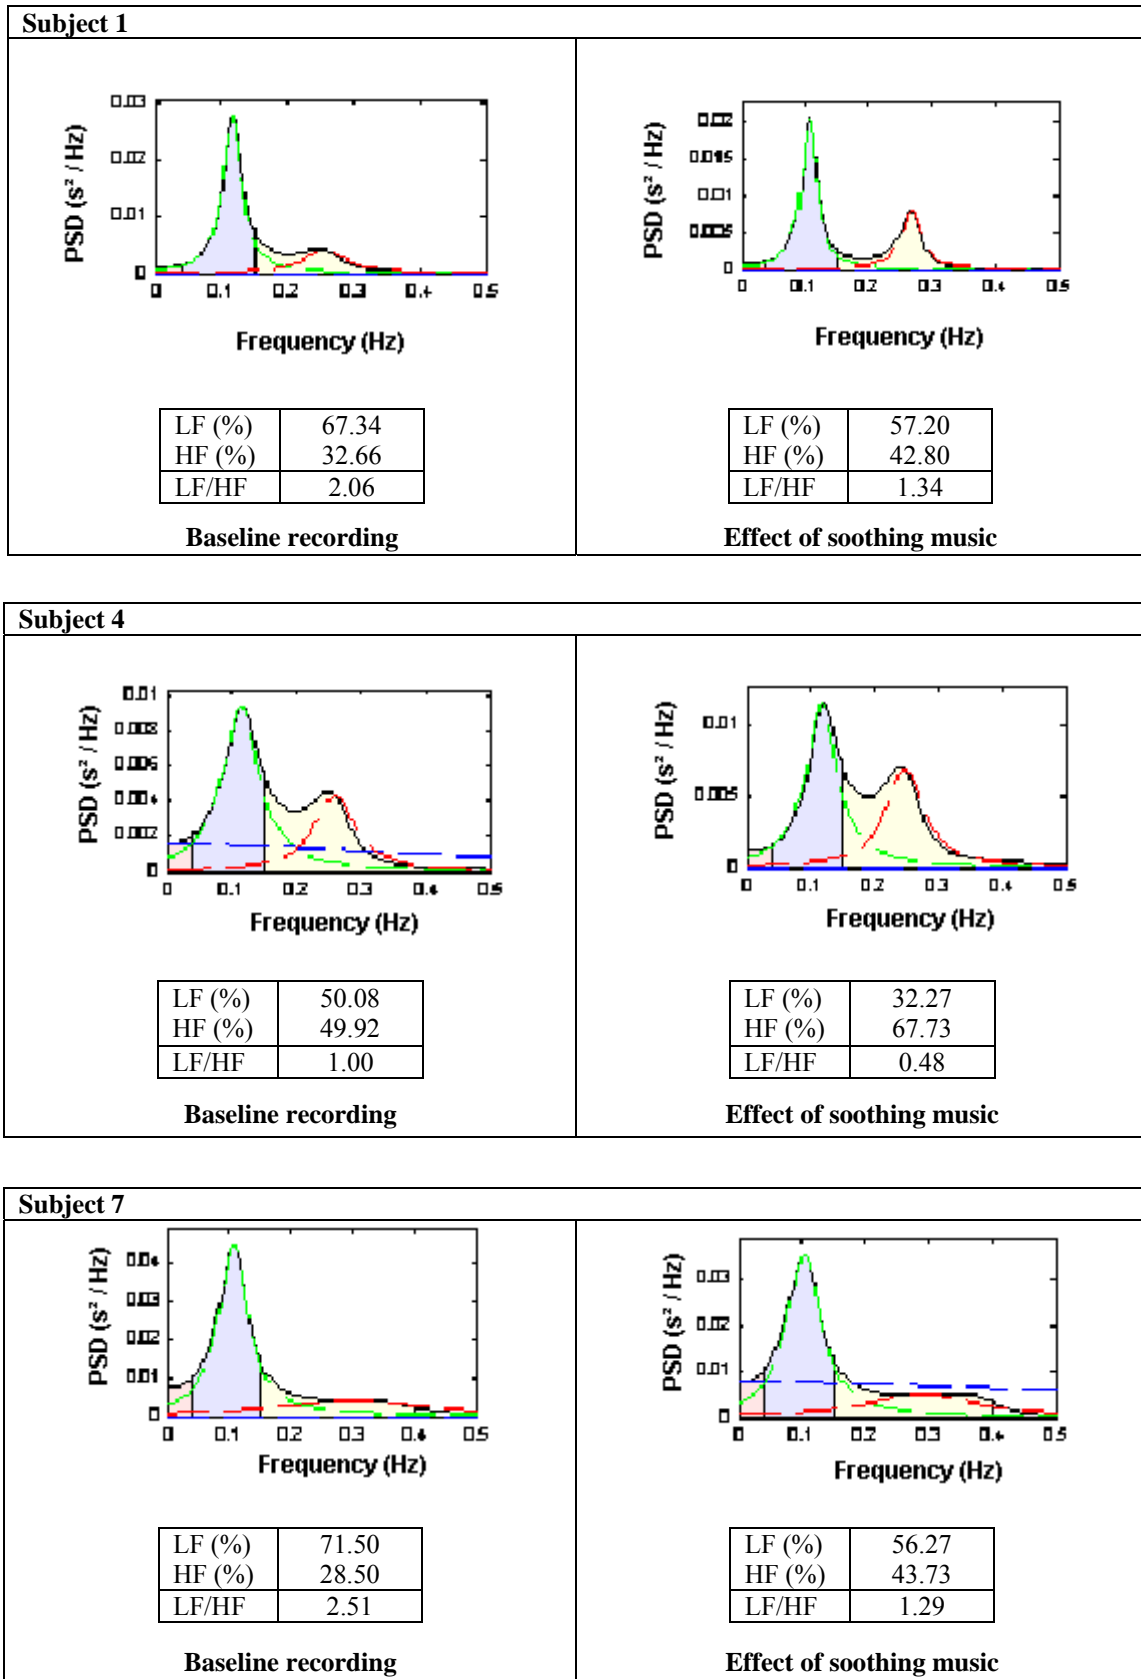 Subject 1
PSD (s² / Hz)
0.03
0.02
0.01
0
0 0.1 0.2 0.3 0.4 0.5
Frequency (Hz)
LF (%) 67.34
HF (%) 32.66
LF/HF 2.06
Baseline recording
PSD (s² / Hz)
0.02
0.015
0.01
0.005
0
0 0.1 0.2 0.3 0.4 0.5
Frequency (Hz)
LF (%) 57.20
HF (%) 42.80
LF/HF 1.34
Effect of soothing music
Subject 4
PSD (s² / Hz)
0.01
0.008
0.006
0.004
0.002
0
0 0.1 0.2 0.3 0.4 0.5
Frequency (Hz)
LF (%) 50.08
HF (%) 49.92
LF/HF 1.00
Baseline recording
PSD (s² / Hz)
0.01
0.005
0
0 0.1 0.2 0.3 0.4 0.5
Frequency (Hz)
LF (%) 32.27
HF (%) 67.73
LF/HF 0.48
Effect of soothing music
Subject 7
PSD (s² / Hz)
0.04
0.03
0.02
0.01
0
0 0.1 0.2 0.3 0.4 0.5
Frequency (Hz)
LF (%) 71.50
HF (%) 28.50
LF/HF 2.51
Baseline recording
PSD (s² / Hz)
0.03
0.02
0.01
0
0 0.1 0.2 0.3 0.4 0.5
Frequency (Hz)
LF (%) 56.27
HF (%) 43.73
LF/HF 1.29
Effect of soothing music